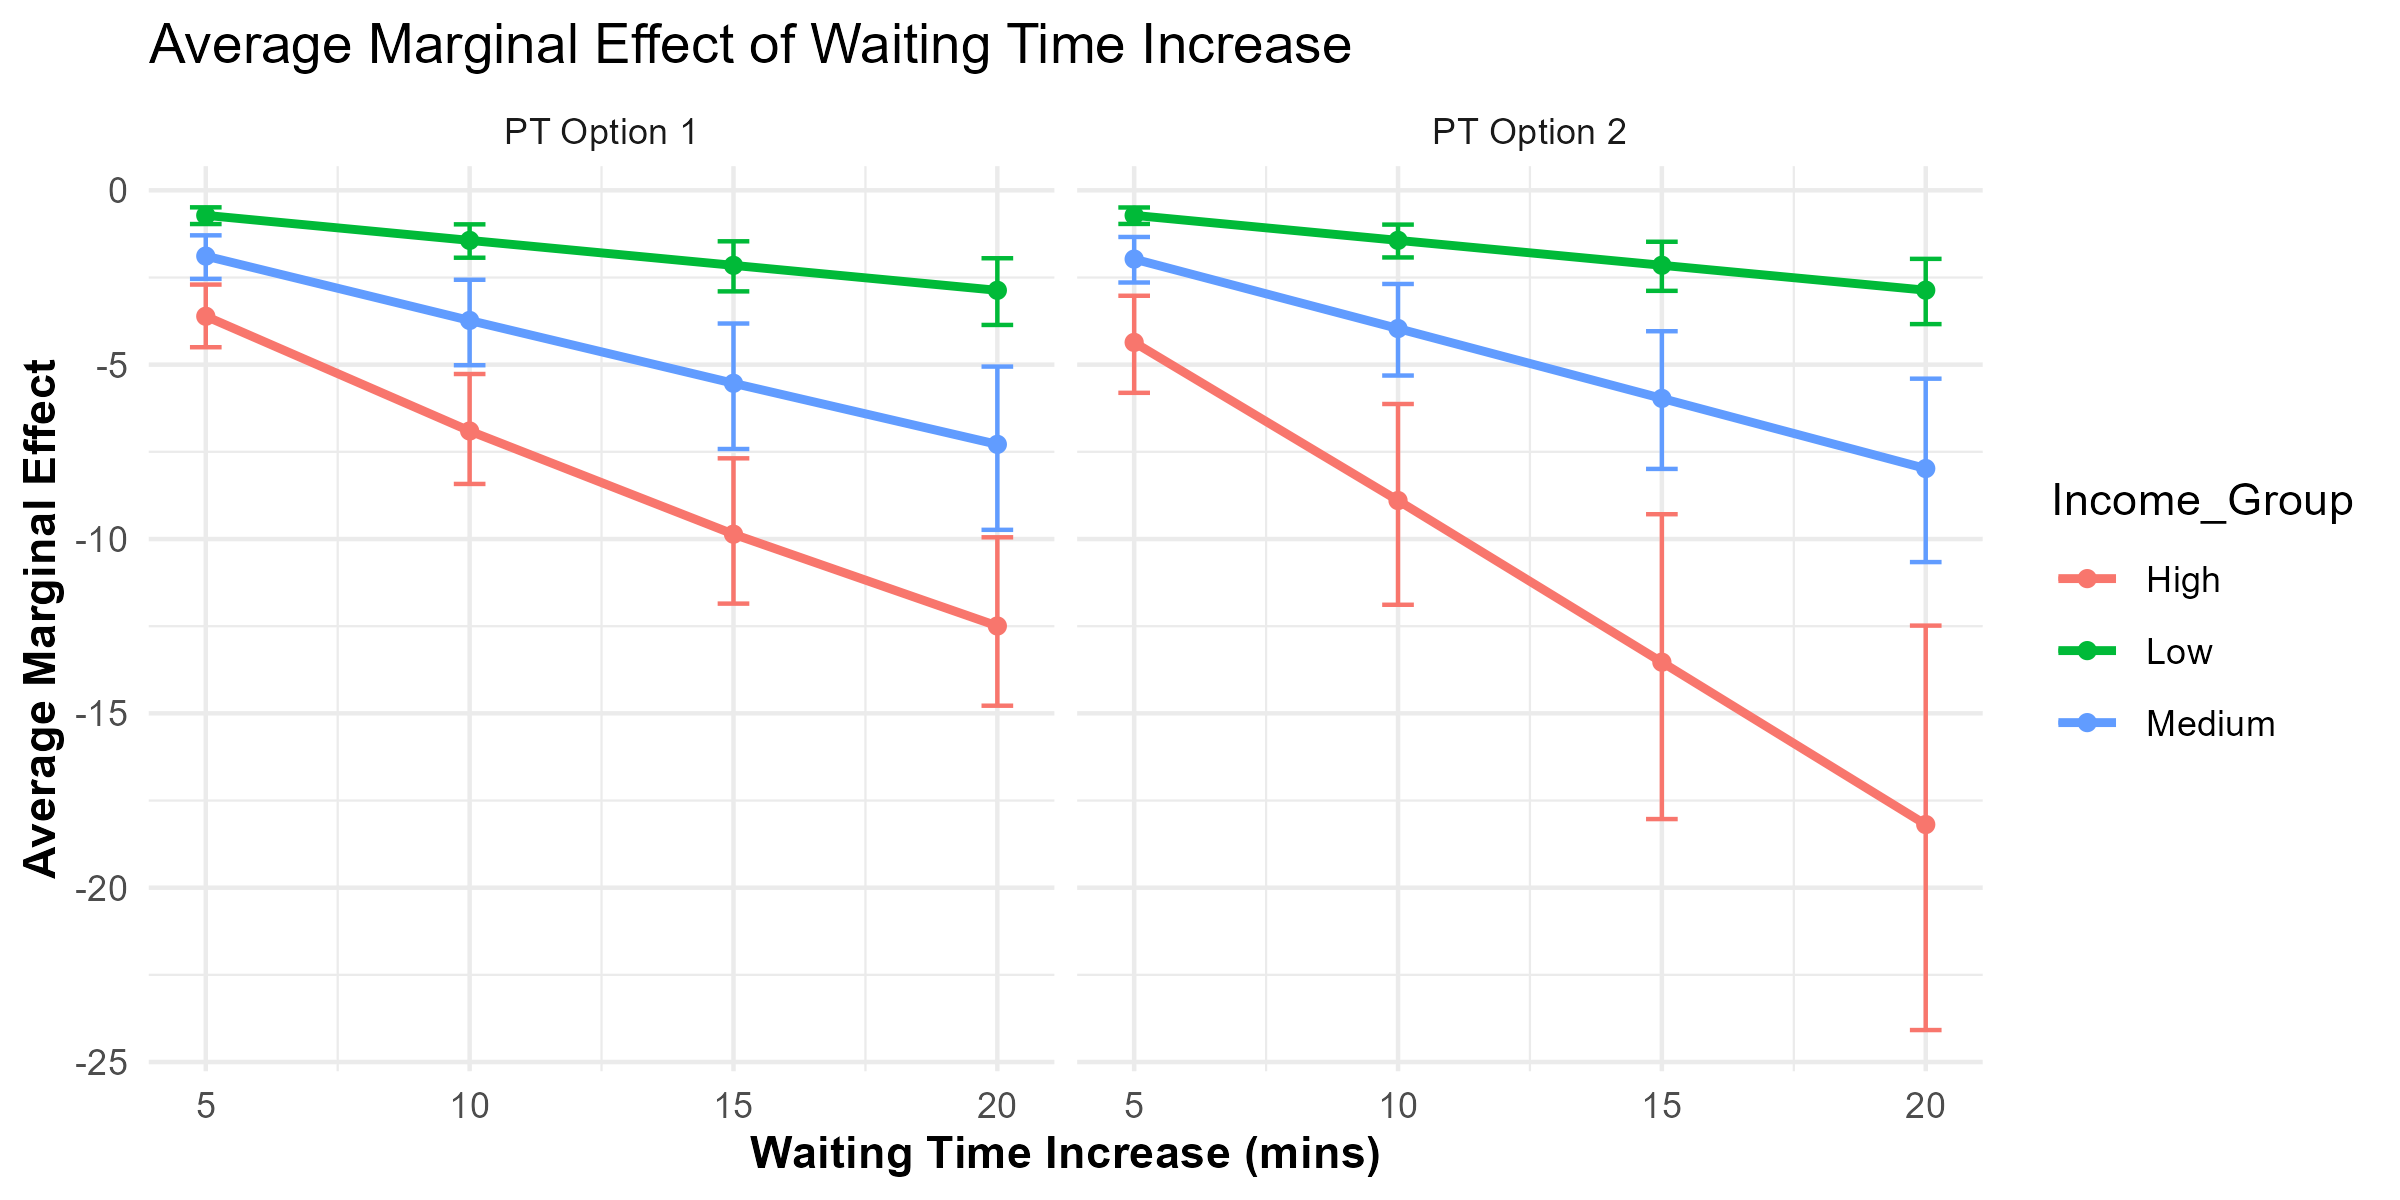 Average Marginal Effect of Waiting Time Increase
PT Option 1
PT Option 2
Average Marginal Effect
0
-5
-10
-15
-20
-25
5 10 15 20
5 10 15 20
Waiting Time Increase (mins)
Income_Group
High
Low
Medium